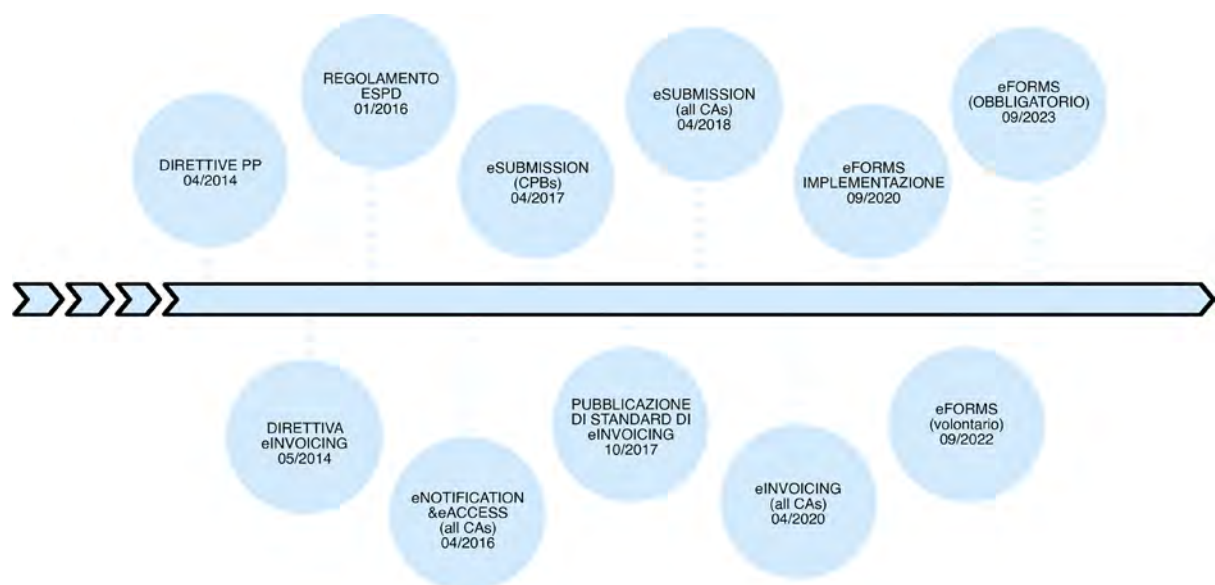 DIRETTIVE PP
04/2014
REGOLAMENTO
ESPD
01/2016
eSUBMISSION
(CPBs)
04/2017
eSUBMISSION
(all CAs)
04/2018
eFORMS
IMPLEMENTAZIONE
09/2020
eFORMS
(OBBLIGATORIO)
09/2023
DIRETTIVA
eINVOICING
05/2014
eNOTIFICATION
&eACCESS
(all CAs)
04/2016
PUBBLICAZIONE
DI STANDARD DI
eINVOICING
10/2017
eINVOICING
(all CAs)
04/2020
eFORMS
(volontario)
09/2022